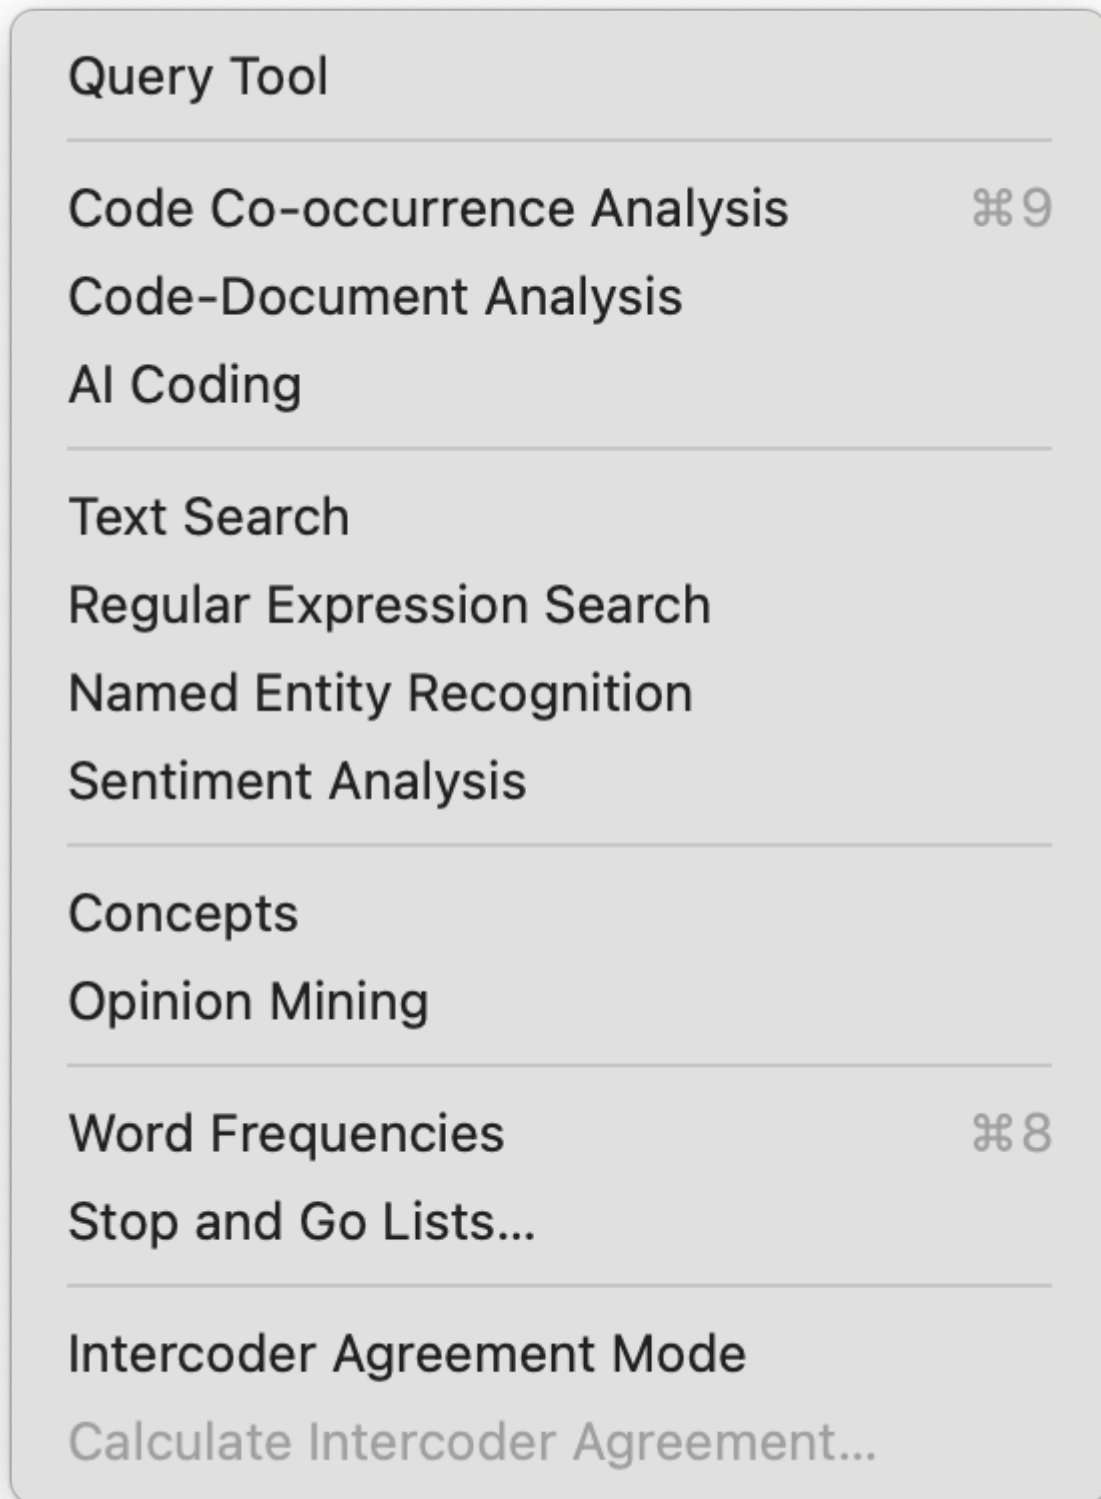 Query Tool
Code Co-occurrence Analysis ⌘9
Code-Document Analysis
AI Coding
Text Search
Regular Expression Search
Named Entity Recognition
Sentiment Analysis
Concepts
Opinion Mining
Word Frequencies ⌘8
Stop and Go Lists...
Intercoder Agreement Mode
Calculate Intercoder Agreement...